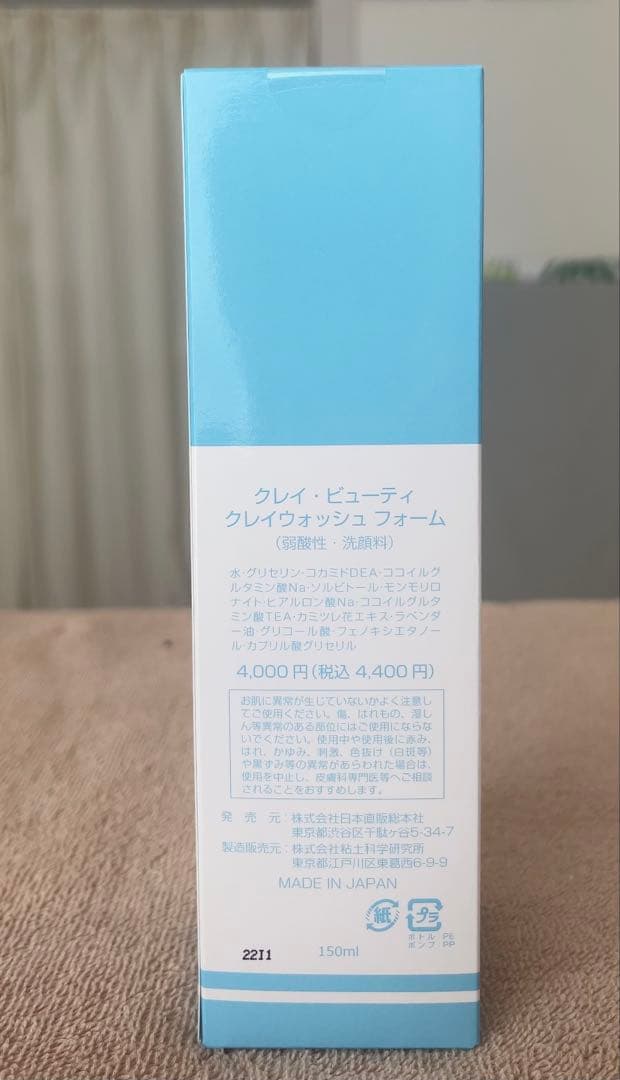 クレイ・ビューティ
クレイウォッシュ フォーム
（弱酸性・洗顔料）
水・グリセリン・コカミドDEA・ココイルグ
ルタミン酸Na・ソルビトール・モンモリロ
ナイト・ヒアルロン酸Na・ココイルグルタ
ミン酸TEA・カミツレ花エキス・ラベンダ
ー油・グリコール酸・フェノキシエタノー
ル・カプリル酸グリセリル
4,000円（税込 4,400円）
お肌に異常が生じていないかよく注意し
てご使用ください。傷、はれもの、湿し
ん等異常のある部位にはご使用にならな
いでください。使用中や使用後に赤み、
はれ、かゆみ、刺激、色抜け（白斑等）
や黒ずみ等の異常があらわれた場合は、
使用を中止し、皮膚科専門医等へご相談
されることをおすすめします。
発売元：株式会社日本直販総本社
東京都渋谷区千駄ヶ谷5-34-7
製造販売元：株式会社粘土科学研究所
東京都江戸川区東葛西6-9-9
MADE IN JAPAN
紙 プラ
ボトル PE
ポンプ PP
22I1 150ml